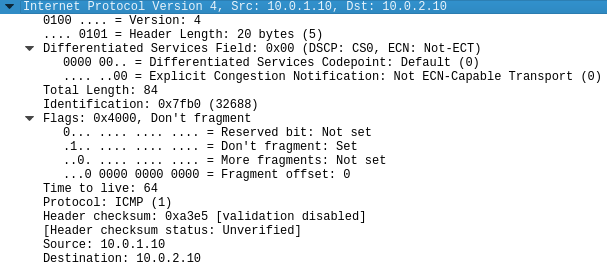 Internet Protocol Version 4, Src: 10.0.1.10, Dst: 10.0.2.10
0100 .... = Version: 4
.... 0101 = Header Length: 20 bytes (5)
Differentiated Services Field: 0x00 (DSCP: CS0, ECN: Not-ECT)
0000 00.. = Differentiated Services Codepoint: Default (0)
.... ..00 = Explicit Congestion Notification: Not ECN-Capable Transport (0)
Total Length: 84
Identification: 0x7fb0 (32688)
Flags: 0x4000, Don't fragment
0... .... .... .... = Reserved bit: Not set
.1.. .... .... .... = Don't fragment: Set
..0. .... .... .... = More fragments: Not set
...0 0000 0000 0000 = Fragment offset: 0
Time to live: 64
Protocol: ICMP (1)
Header checksum: 0xa3e5 [validation disabled]
[Header checksum status: Unverified]
Source: 10.0.1.10
Destination: 10.0.2.10